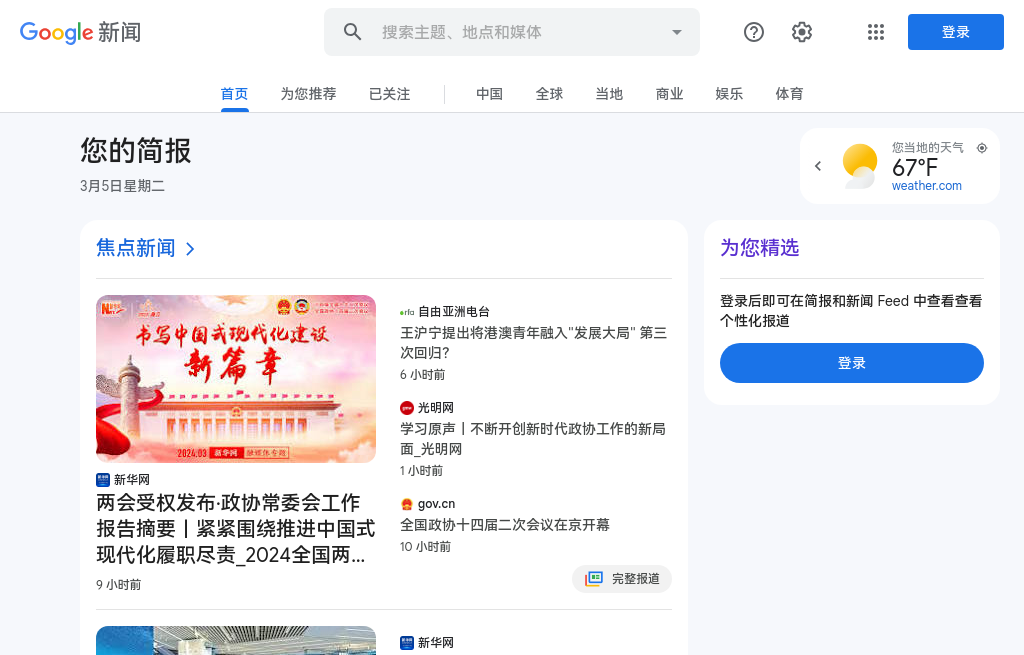 Google 新闻
搜索主题、地点和媒体
登录
首页
为您推荐
已关注
中国
全球
当地
商业
娱乐
体育
您的简报
3月5日星期二
您当地的天气
67°F
weather.com
焦点新闻
书写中国式现代化建设
新篇章
2024.03 新华网 融媒体专题
新华网
两会受权发布·政协常委会工作
报告摘要丨紧紧围绕推进中国式
现代化履职尽责_2024全国两...
9 小时前
rfa 自由亚洲电台
王沪宁提出将港澳青年融入"发展大局" 第三
次回归？
6 小时前
光明网
学习原声丨不断开创新时代政协工作的新局
面_光明网
1 小时前
gov.cn
全国政协十四届二次会议在京开幕
10 小时前
完整报道
新华网
为您精选
登录后即可在简报和新闻 Feed 中查看查看
个性化报道
登录